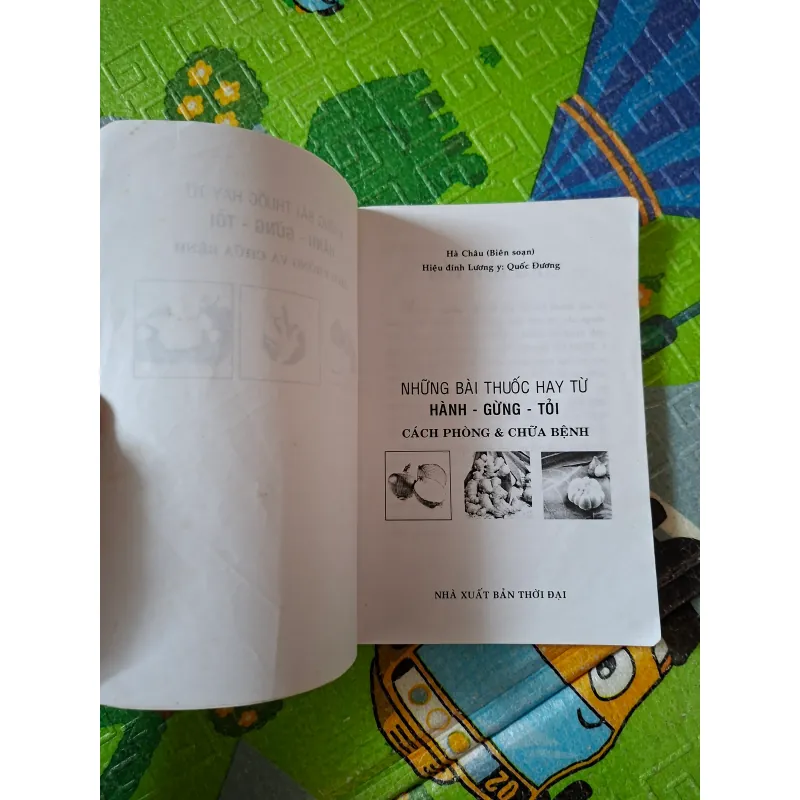 Hà Châu (Biên soạn)
Hiệu đính Lương y: Quốc Đương
NHỮNG BÀI THUỐC HAY TỪ
HÀNH - GỪNG - TỎI
CÁCH PHÒNG & CHỮA BỆNH
NHÀ XUẤT BẢN THỜI ĐẠI
02